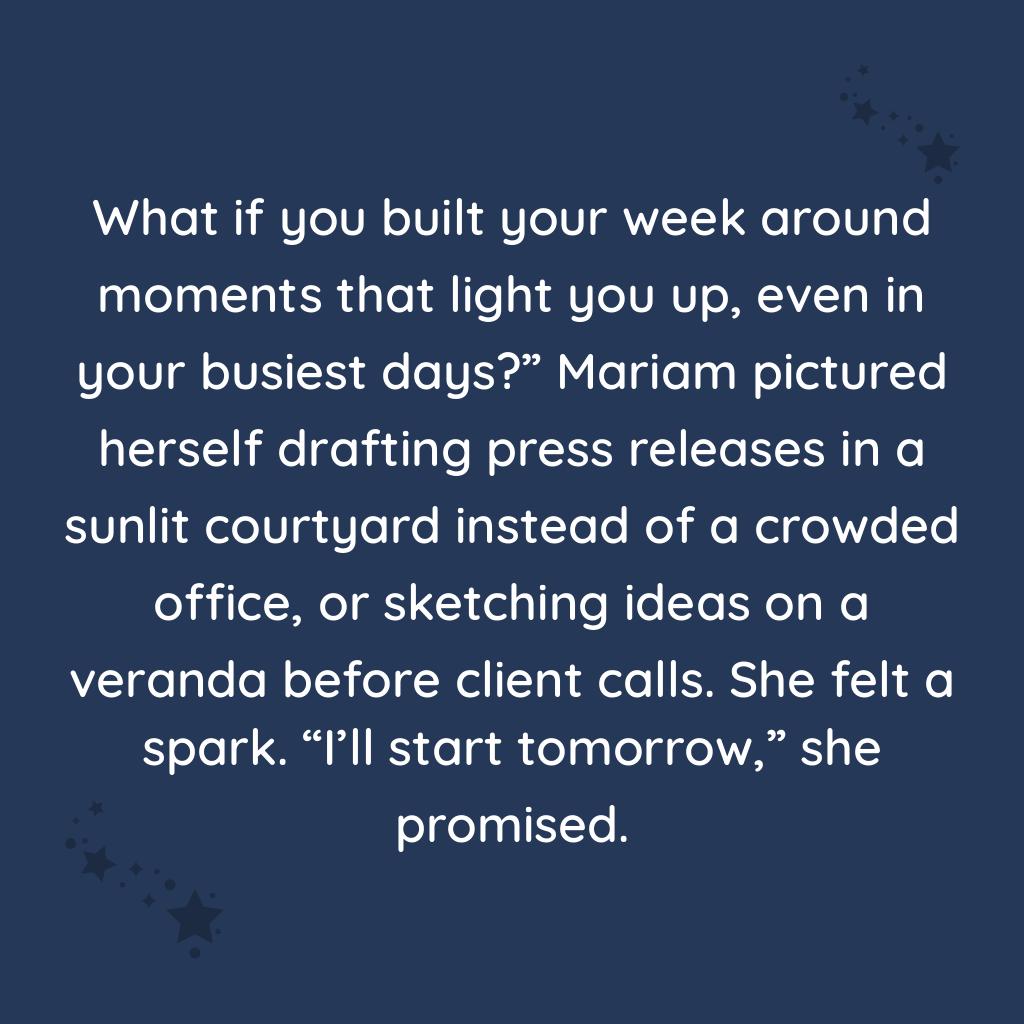 What if you built your week around
moments that light you up, even in
your busiest days?” Mariam pictured
herself drafting press releases in a
sunlit courtyard instead of a crowded
office, or sketching ideas on a
veranda before client calls. She felt a
spark. “I’ll start tomorrow,” she
promised.